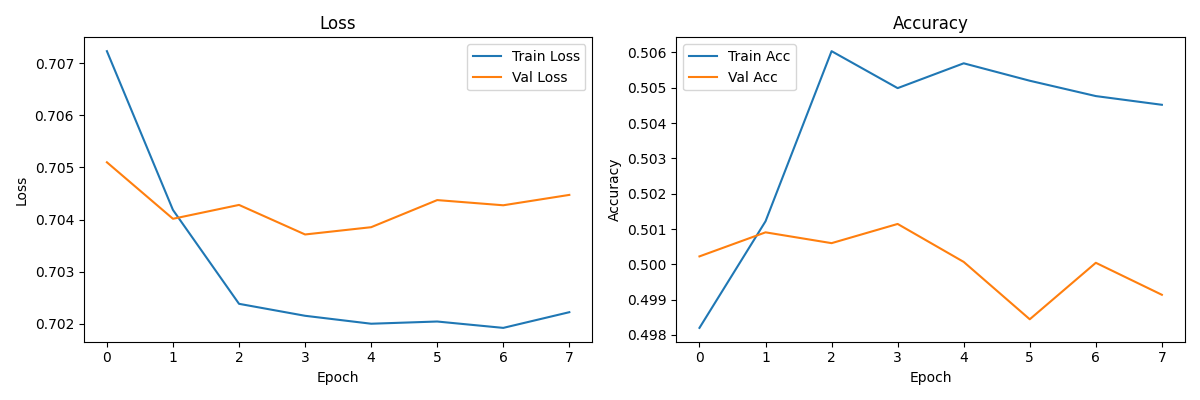 Loss
0.707
0.706
0.705
0.704
0.703
0.702
Loss
0 1 2 3 4 5 6 7
Epoch
Train Loss
Val Loss
Accuracy
0.506
0.505
0.504
0.503
0.502
0.501
0.500
0.499
0.498
Accuracy
0 1 2 3 4 5 6 7
Epoch
Train Acc
Val Acc